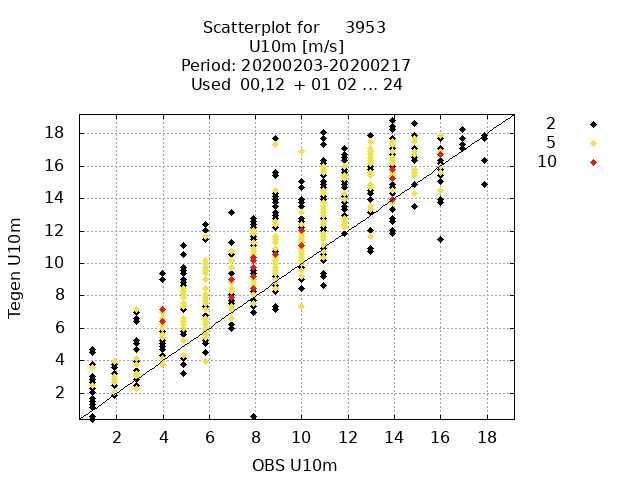 Scatterplot for 3953
U10m [m/s]
Period: 20200203-20200217
Used 00,12 + 01 02 ... 24
2
5
10
18
16
14
12
10
8
6
4
2
Tegen U10m
2 4 6 8 10 12 14 16 18
OBS U10m